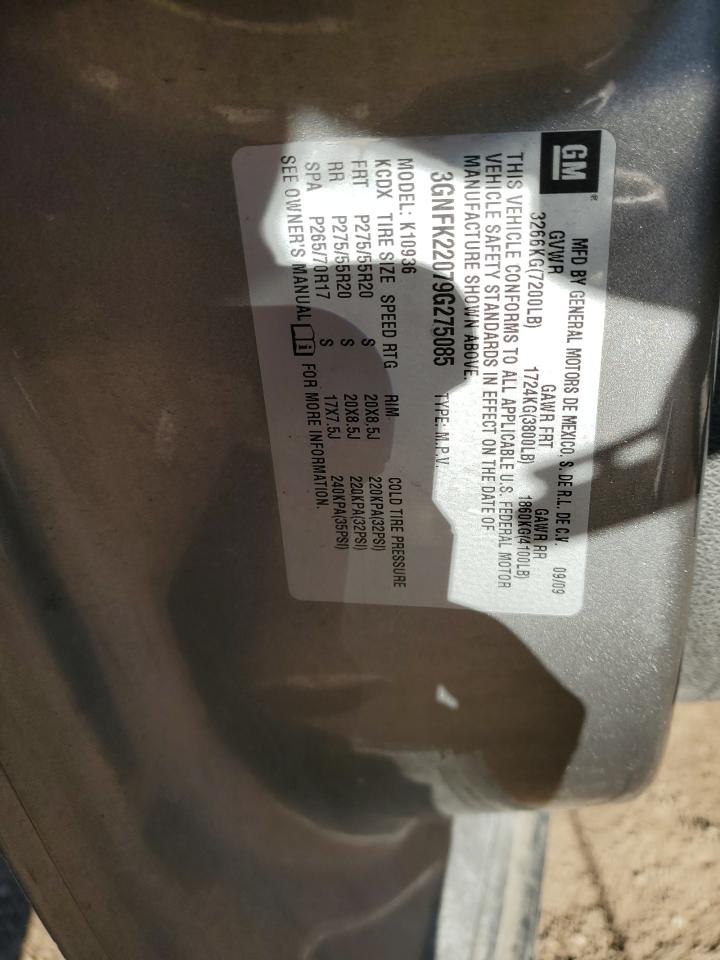 GM®
MFD BY GENERAL MOTORS DE MEXICO, S. DE R.L. DE C.V. 09/09
GVWR GAWR FRT GAWR RR
3266KG(7200LB) 1724KG(3800LB) 1860KG(4100LB)
THIS VEHICLE CONFORMS TO ALL APPLICABLE U.S. FEDERAL MOTOR
VEHICLE SAFETY STANDARDS IN EFFECT ON THE DATE OF
MANUFACTURE SHOWN ABOVE.
3GNFK22079G275085 TYPE: M.P.V.
MODEL: K10936
KCDX TIRE SIZE SPEED RTG RIM COLD TIRE PRESSURE
FRT P275/55R20 S 20X8.5J 220KPA(32PSI)
RR P275/55R20 S 20X8.5J 220KPA(32PSI)
SPA P265/70R17 S 17X7.5J 240KPA(35PSI)
SEE OWNER'S MANUAL i FOR MORE INFORMATION.